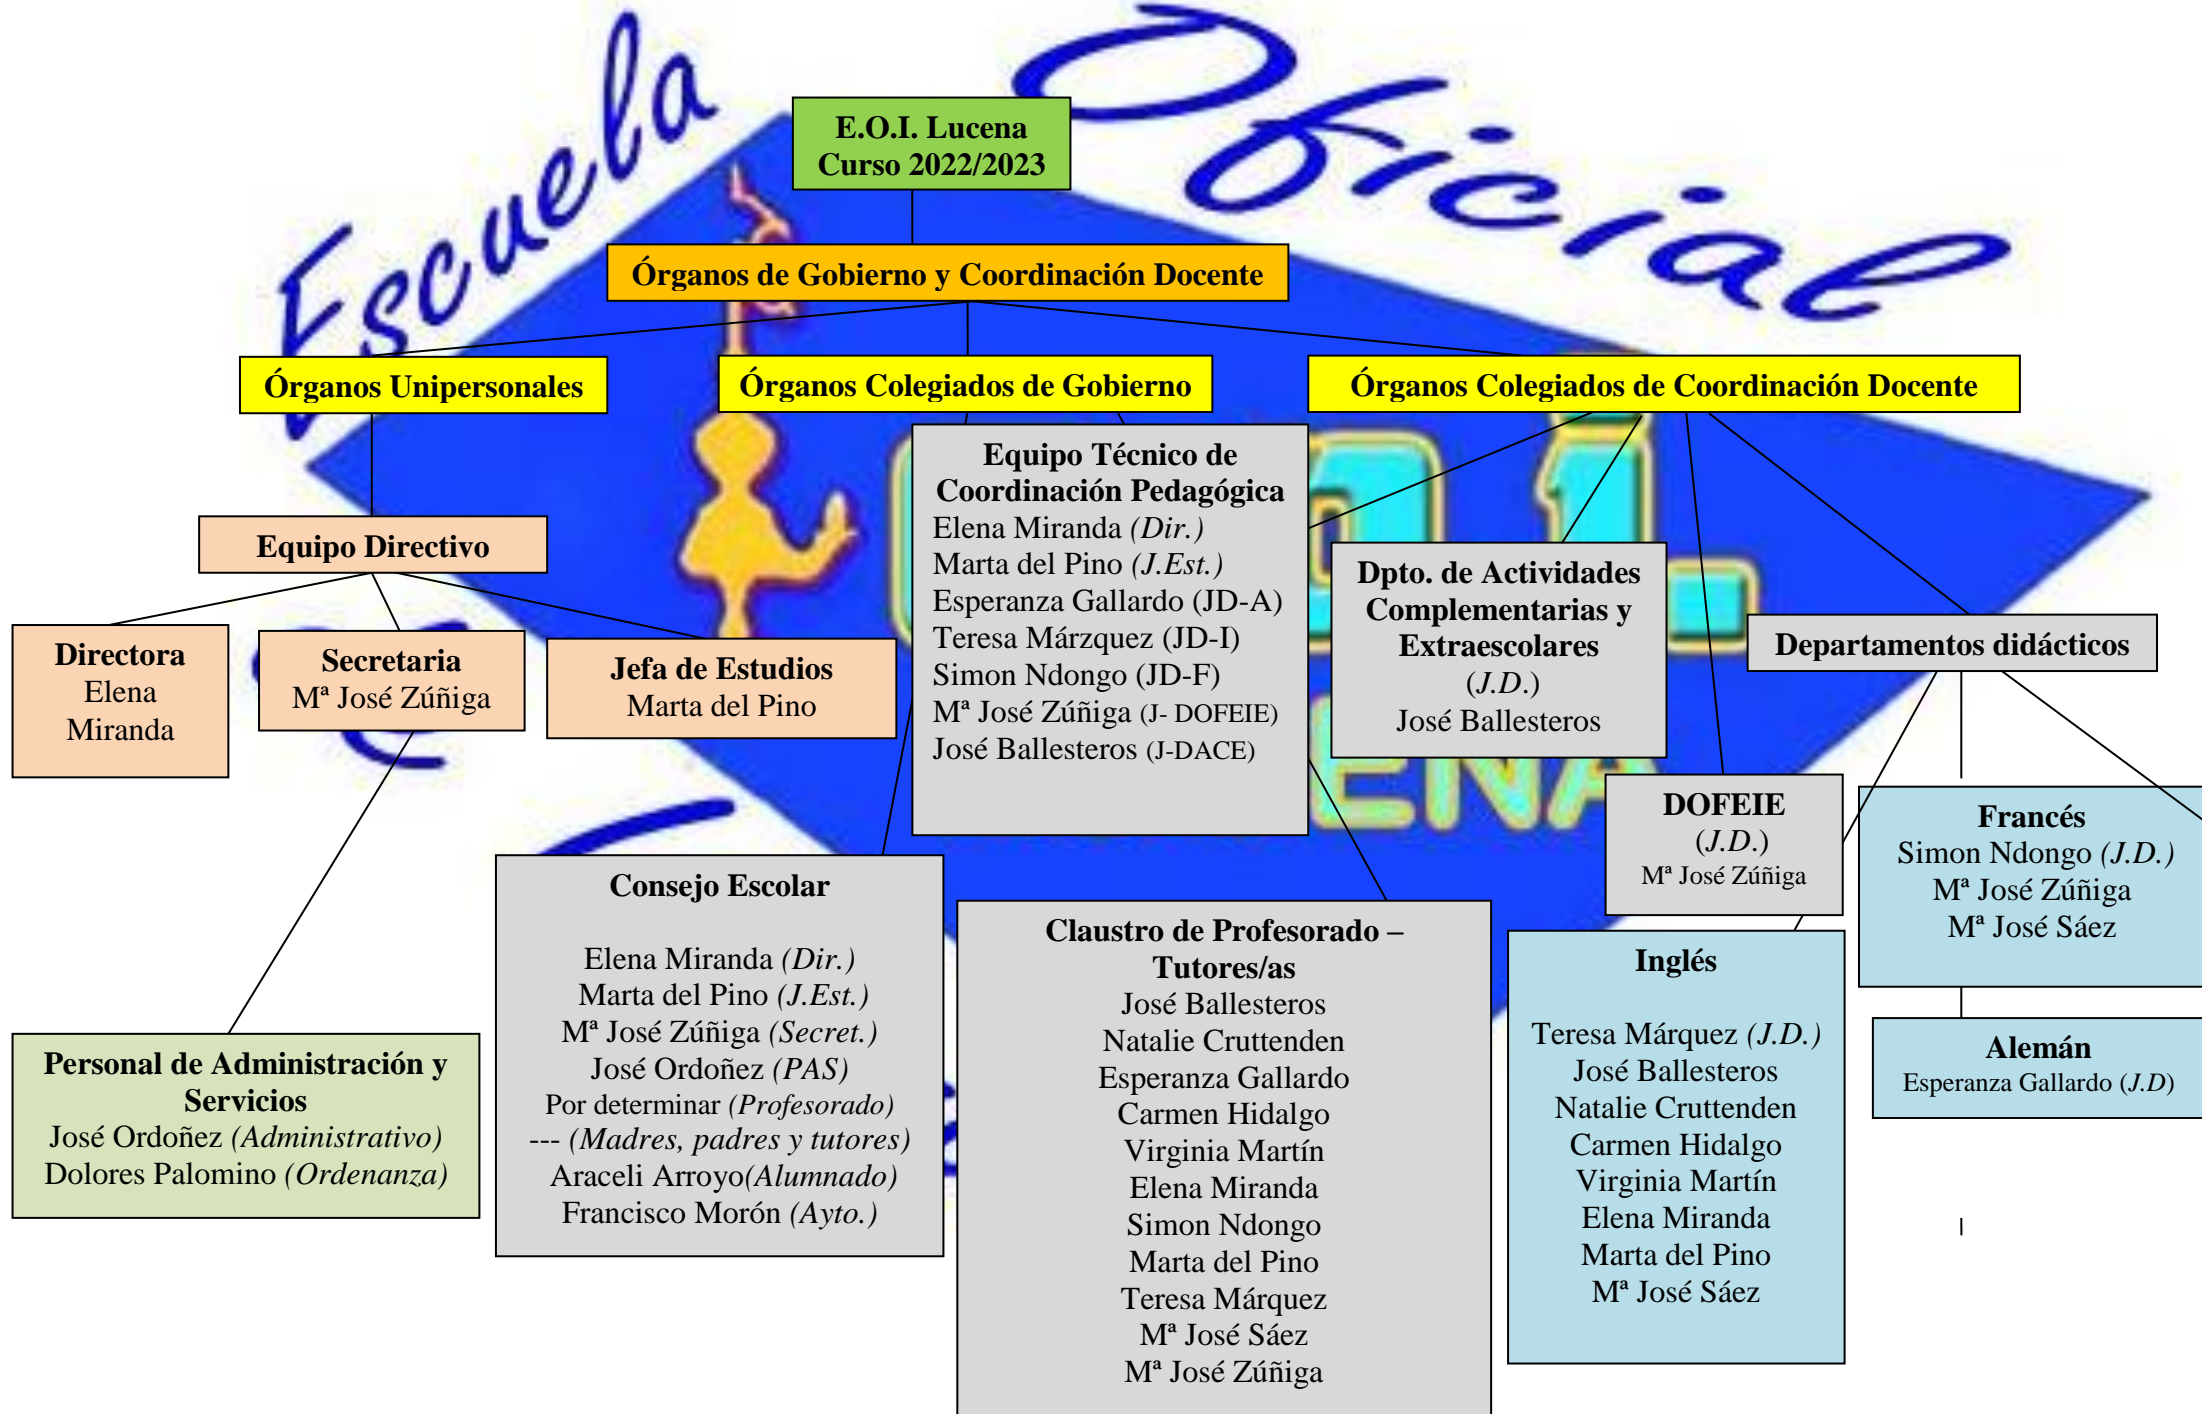 Escuela
Oficial
E.O.I. Lucena
Curso 2022/2023
Órganos de Gobierno y Coordinación Docente
Órganos Unipersonales
Órganos Colegiados de Gobierno
Órganos Colegiados de Coordinación Docente
Equipo Directivo
Directora
Elena
Miranda
Secretaria
Mª José Zúñiga
Jefa de Estudios
Marta del Pino
Equipo Técnico de
Coordinación Pedagógica
Elena Miranda (Dir.)
Marta del Pino (J.Est.)
Esperanza Gallardo (JD-A)
Teresa Márzquez (JD-I)
Simon Ndongo (JD-F)
Mª José Zúñiga (J- DOFEIE)
José Ballesteros (J-DACE)
Dpto. de Actividades
Complementarias y
Extraescolares
(J.D.)
José Ballesteros
Departamentos didácticos
DOFEIE
(J.D.)
Mª José Zúñiga
Francés
Simon Ndongo (J.D.)
Mª José Zúñiga
Mª José Sáez
Alemán
Esperanza Gallardo (J.D)
Inglés
Teresa Márquez (J.D.)
José Ballesteros
Natalie Cruttenden
Carmen Hidalgo
Virginia Martín
Elena Miranda
Marta del Pino
Mª José Sáez
Personal de Administración y
Servicios
José Ordoñez (Administrativo)
Dolores Palomino (Ordenanza)
Consejo Escolar
Elena Miranda (Dir.)
Marta del Pino (J.Est.)
Mª José Zúñiga (Secret.)
José Ordoñez (PAS)
Por determinar (Profesorado)
--- (Madres, padres y tutores)
Araceli Arroyo(Alumnado)
Francisco Morón (Ayto.)
Claustro de Profesorado –
Tutores/as
José Ballesteros
Natalie Cruttenden
Esperanza Gallardo
Carmen Hidalgo
Virginia Martín
Elena Miranda
Simon Ndongo
Marta del Pino
Teresa Márquez
Mª José Sáez
Mª José Zúñiga